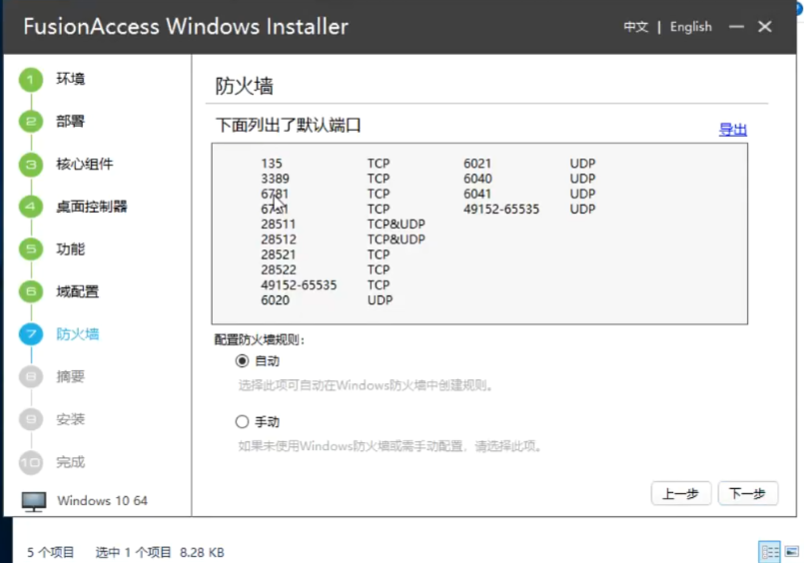 FusionAccess Windows Installer
中文 | English
1 环境
2 部署
3 核心组件
4 桌面控制器
5 功能
6 域配置
7 防火墙
8 摘要
9 安装
10 完成
Windows 10 64
防火墙
下面列出了默认端口
导出
135 TCP 6021 UDP
3389 TCP 6040 UDP
6781 TCP 6041 UDP
TCP 49152-65535 UDP
28511 TCP&UDP
28512 TCP&UDP
28521 TCP
28522 TCP
49152-65535 TCP
6020 UDP
配置防火墙规则:
自动
选择此项可自动在Windows防火墙中创建规则。
手动
如果未使用Windows防火墙或需手动配置，请选择此项。
上一步 下一步
5 个项目 选中 1 个项目 8.28 KB